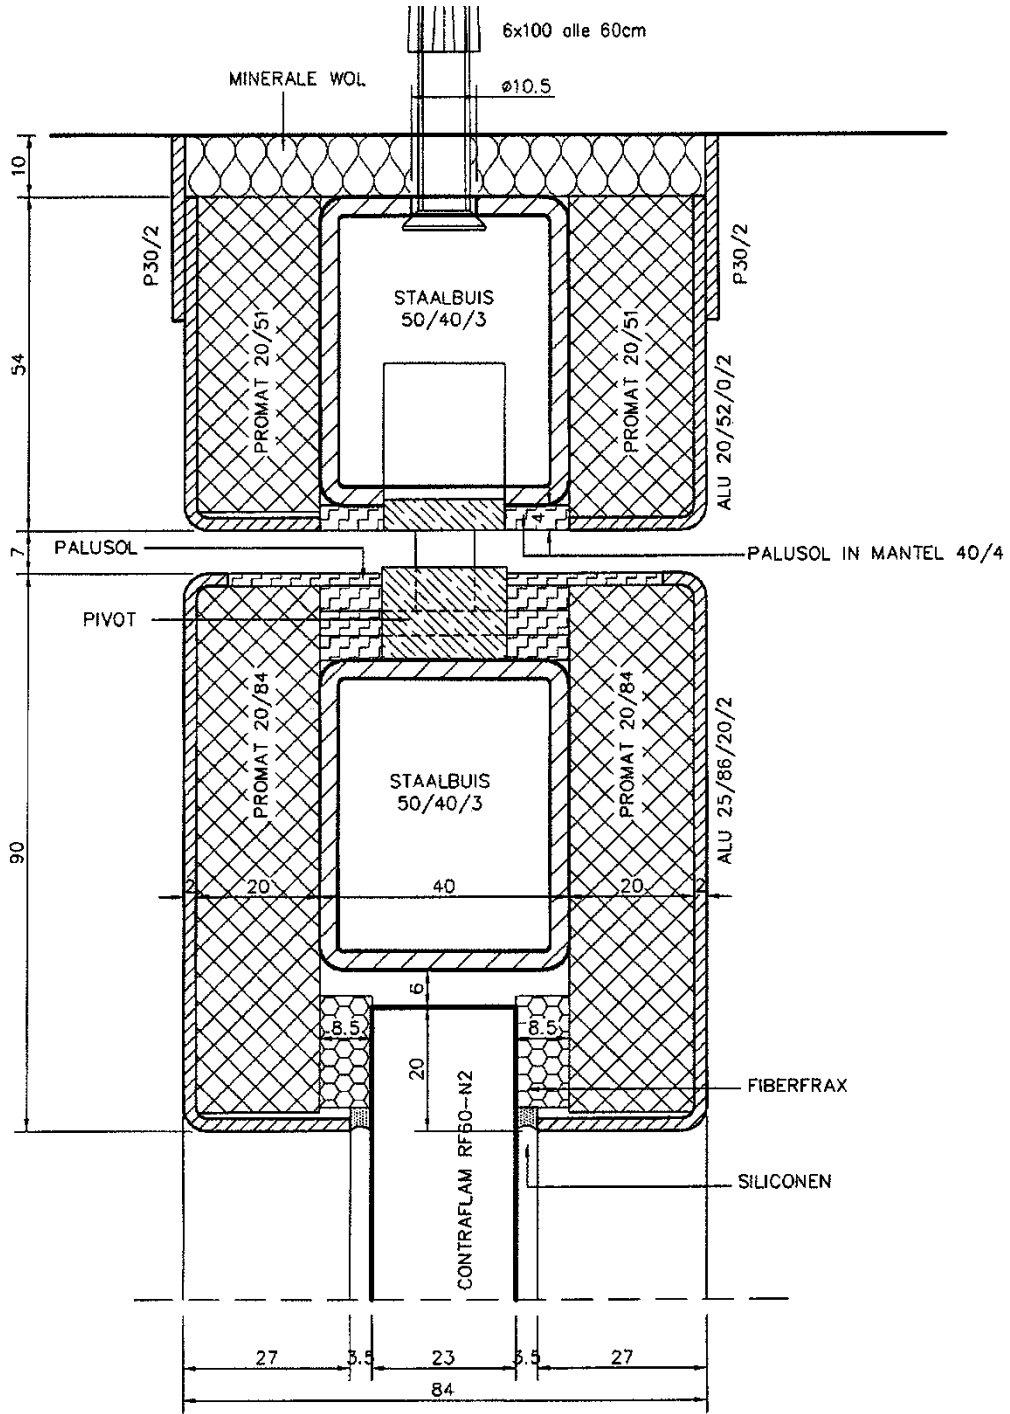 6x100 alle 60cm
MINERALE WOL
ø10.5
10
P30/2
P30/2
STAALBUIS
50/40/3
PROMAT 20/51
PROMAT 20/51
54
ALU 20/52/0/2
4
7
PALUSOL
PALUSOL IN MANTEL 40/4
PIVOT
PROMAT 20/84
PROMAT 20/84
STAALBUIS
50/40/3
ALU 25/86/20/2
90
2 20 40 20 2
6
8.5 8.5
20
FIBERFRAX
CONTRAFLAM RF60-N2
SILICONEN
27 3.5 23 3.5 27
84